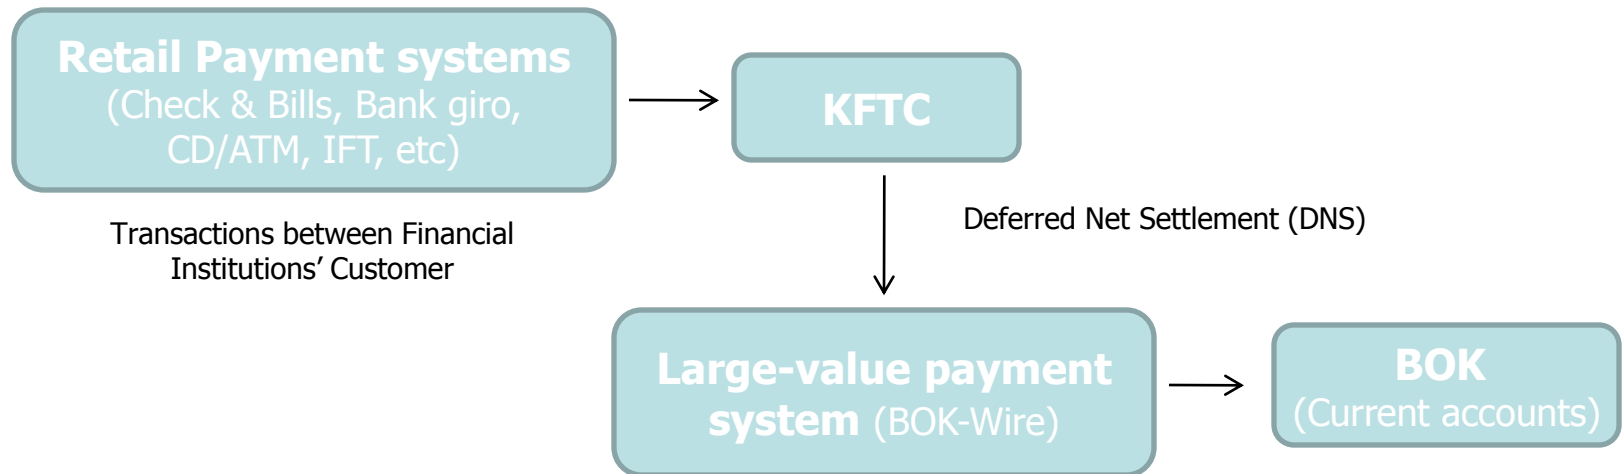 Retail Payment systems
(Check & Bills, Bank giro,
CD/ATM, IFT, etc)
KFTC
Transactions between Financial
Institutions’ Customer
Deferred Net Settlement (DNS)
Large-value payment
system (BOK-Wire)
BOK
(Current accounts)